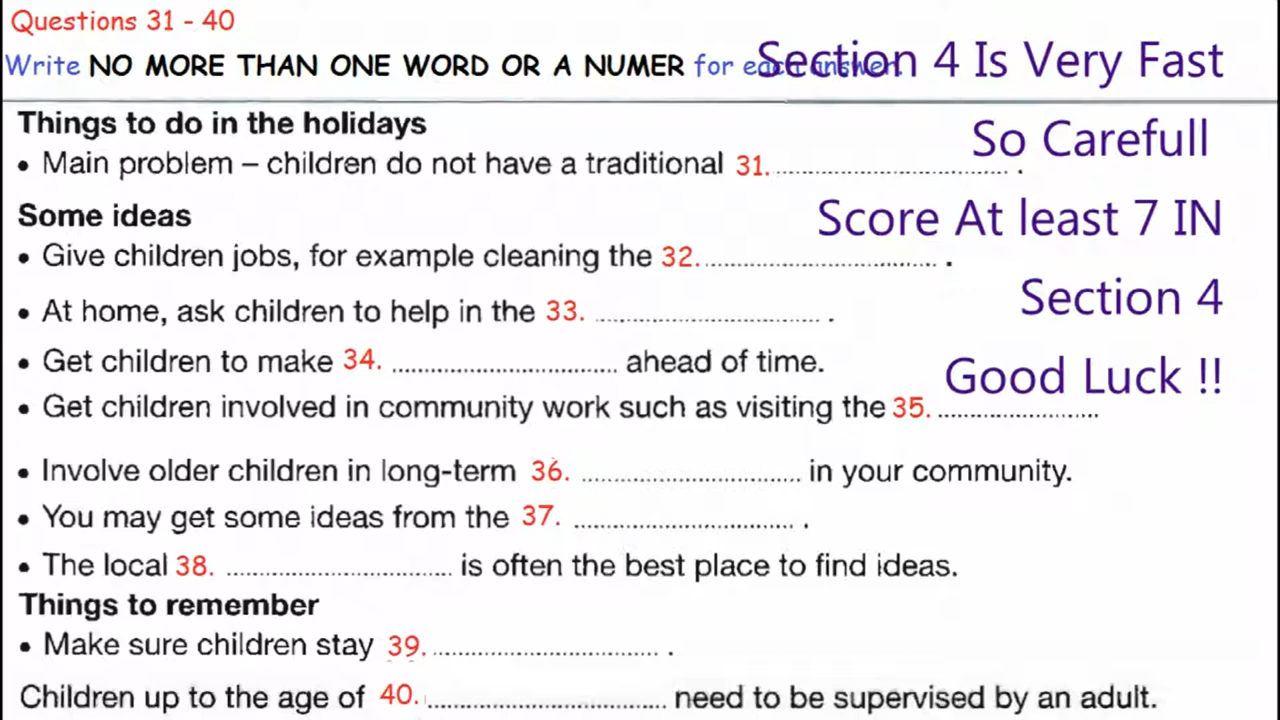 Questions 31 - 40
Write NO MORE THAN ONE WORD OR A NUMER for each answer.
Section 4 Is Very Fast
So Carefull
Score At least 7 IN
Section 4
Good Luck !!
Things to do in the holidays
• Main problem – children do not have a traditional 31. .............................. .
Some ideas
• Give children jobs, for example cleaning the 32. .............................. .
• At home, ask children to help in the 33. .............................. .
• Get children to make 34. .............................. ahead of time.
• Get children involved in community work such as visiting the 35. ....................
• Involve older children in long-term 36. .............................. in your community.
• You may get some ideas from the 37. .............................. .
• The local 38. .............................. is often the best place to find ideas.
Things to remember
• Make sure children stay 39. .............................. .
Children up to the age of 40. .............................. need to be supervised by an adult.